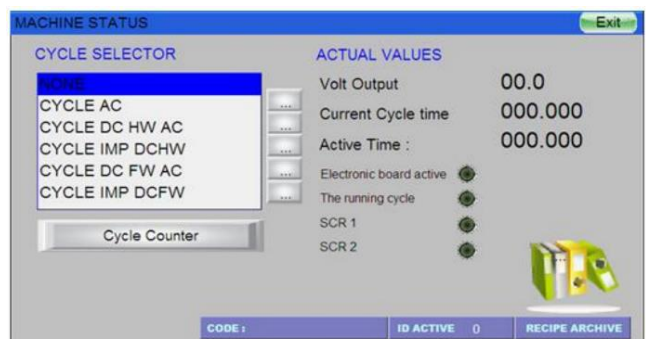 MACHINE STATUS
Exit
CYCLE SELECTOR
NONE
CYCLE AC
CYCLE DC HW AC
CYCLE IMP DCHW
CYCLE DC FW AC
CYCLE IMP DCFW
...
...
...
...
...
Cycle Counter
ACTUAL VALUES
Volt Output 00.0
Current Cycle time 000.000
Active Time : 000.000
Electronic board active
The running cycle
SCR 1
SCR 2
CODE : ID ACTIVE 0 RECIPE ARCHIVE